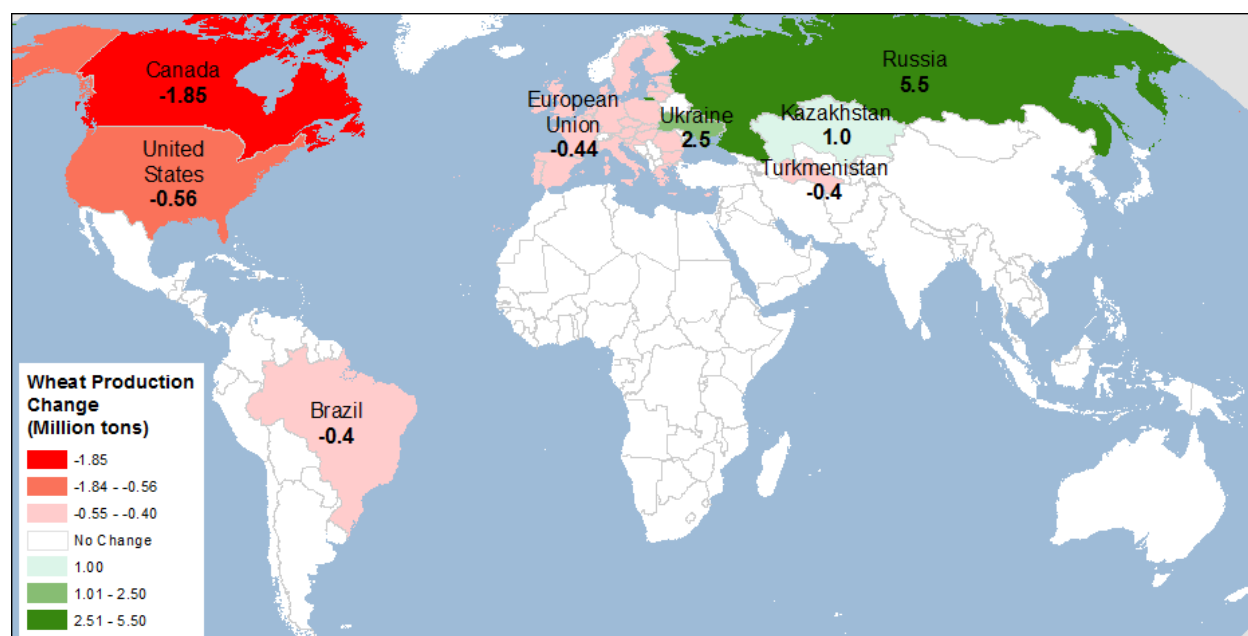 Canada
-1.85
United
States
-0.56
European
Union
-0.44
Ukraine
2.5
Russia
5.5
Kazakhstan
1.0
Turkmenistan
-0.4
Brazil
-0.4
Wheat Production
Change
(Million tons)
-1.85
-1.84 - -0.56
-0.55 - -0.40
No Change
1.00
1.01 - 2.50
2.51 - 5.50